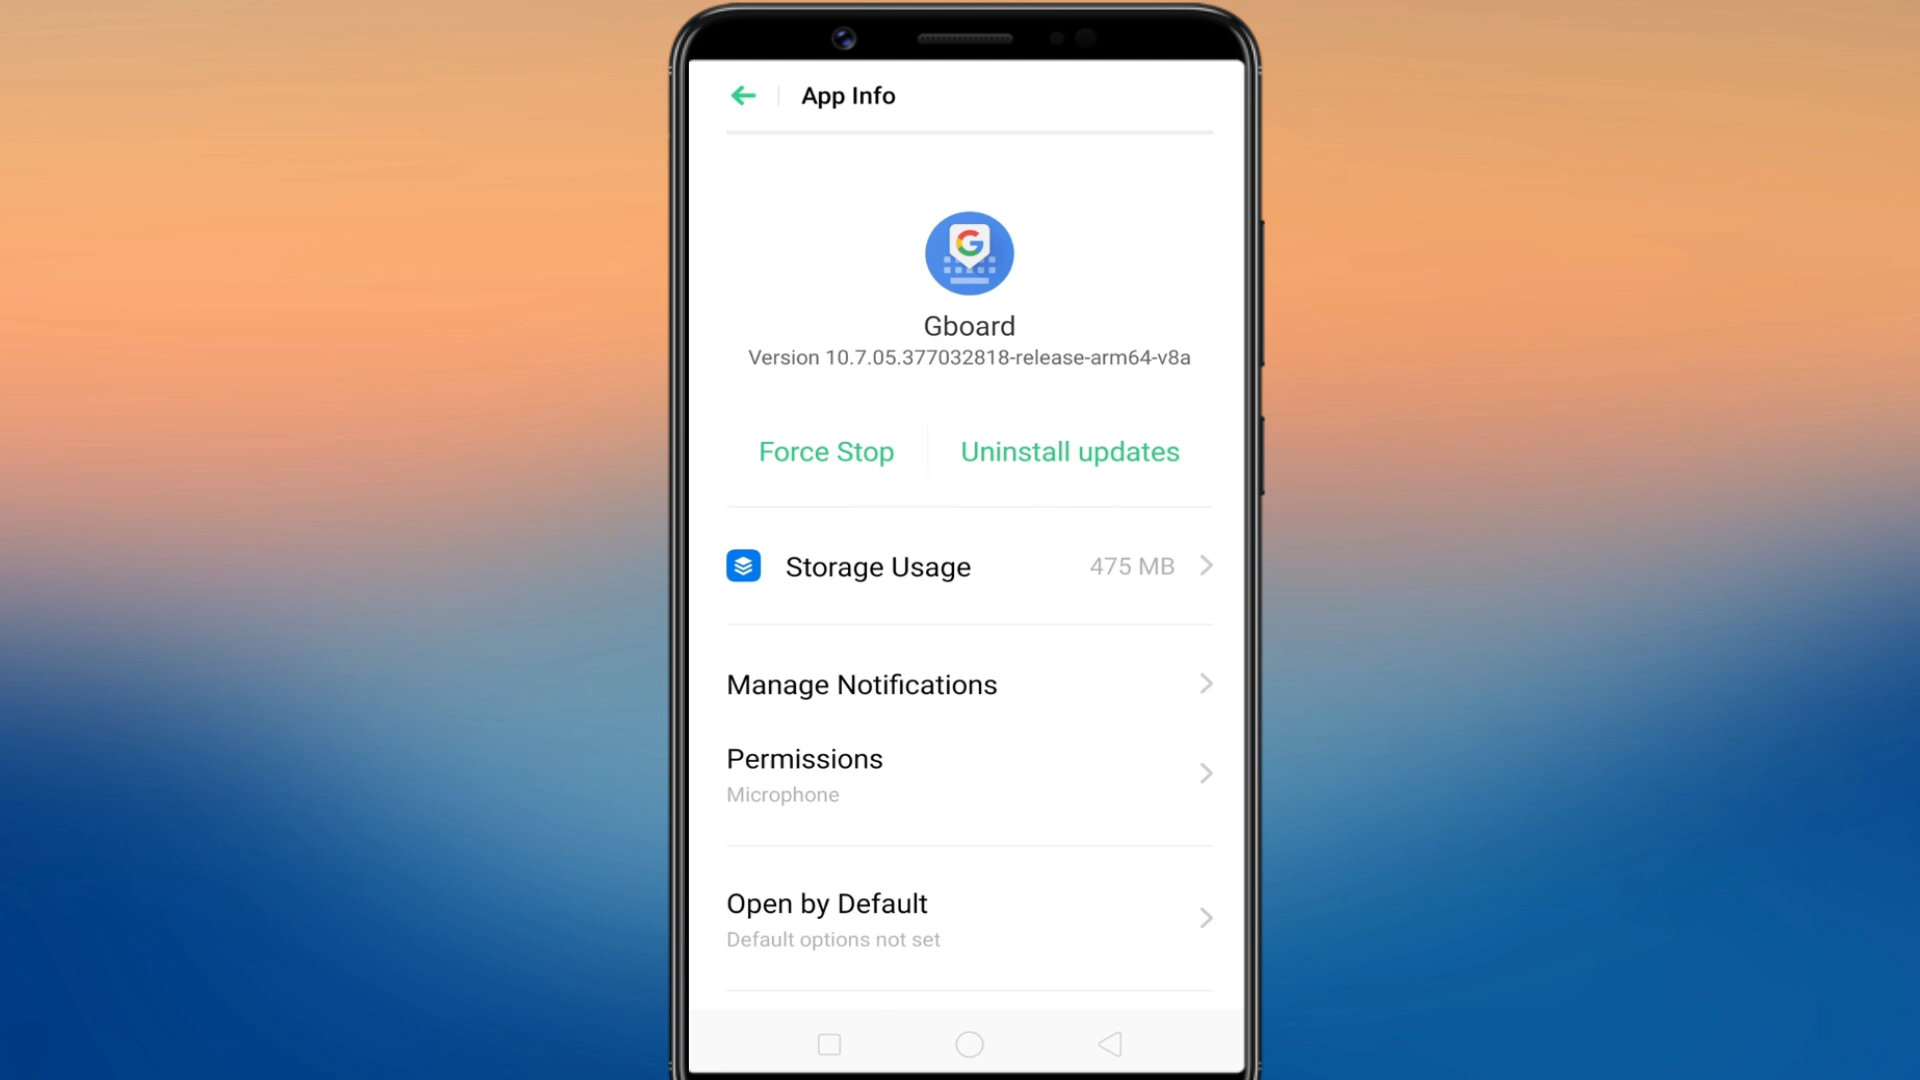 App Info
Gboard
Version 10.7.05.377032818-release-arm64-v8a
Force Stop
Uninstall updates
Storage Usage
475 MB
Manage Notifications
Permissions
Microphone
Open by Default
Default options not set